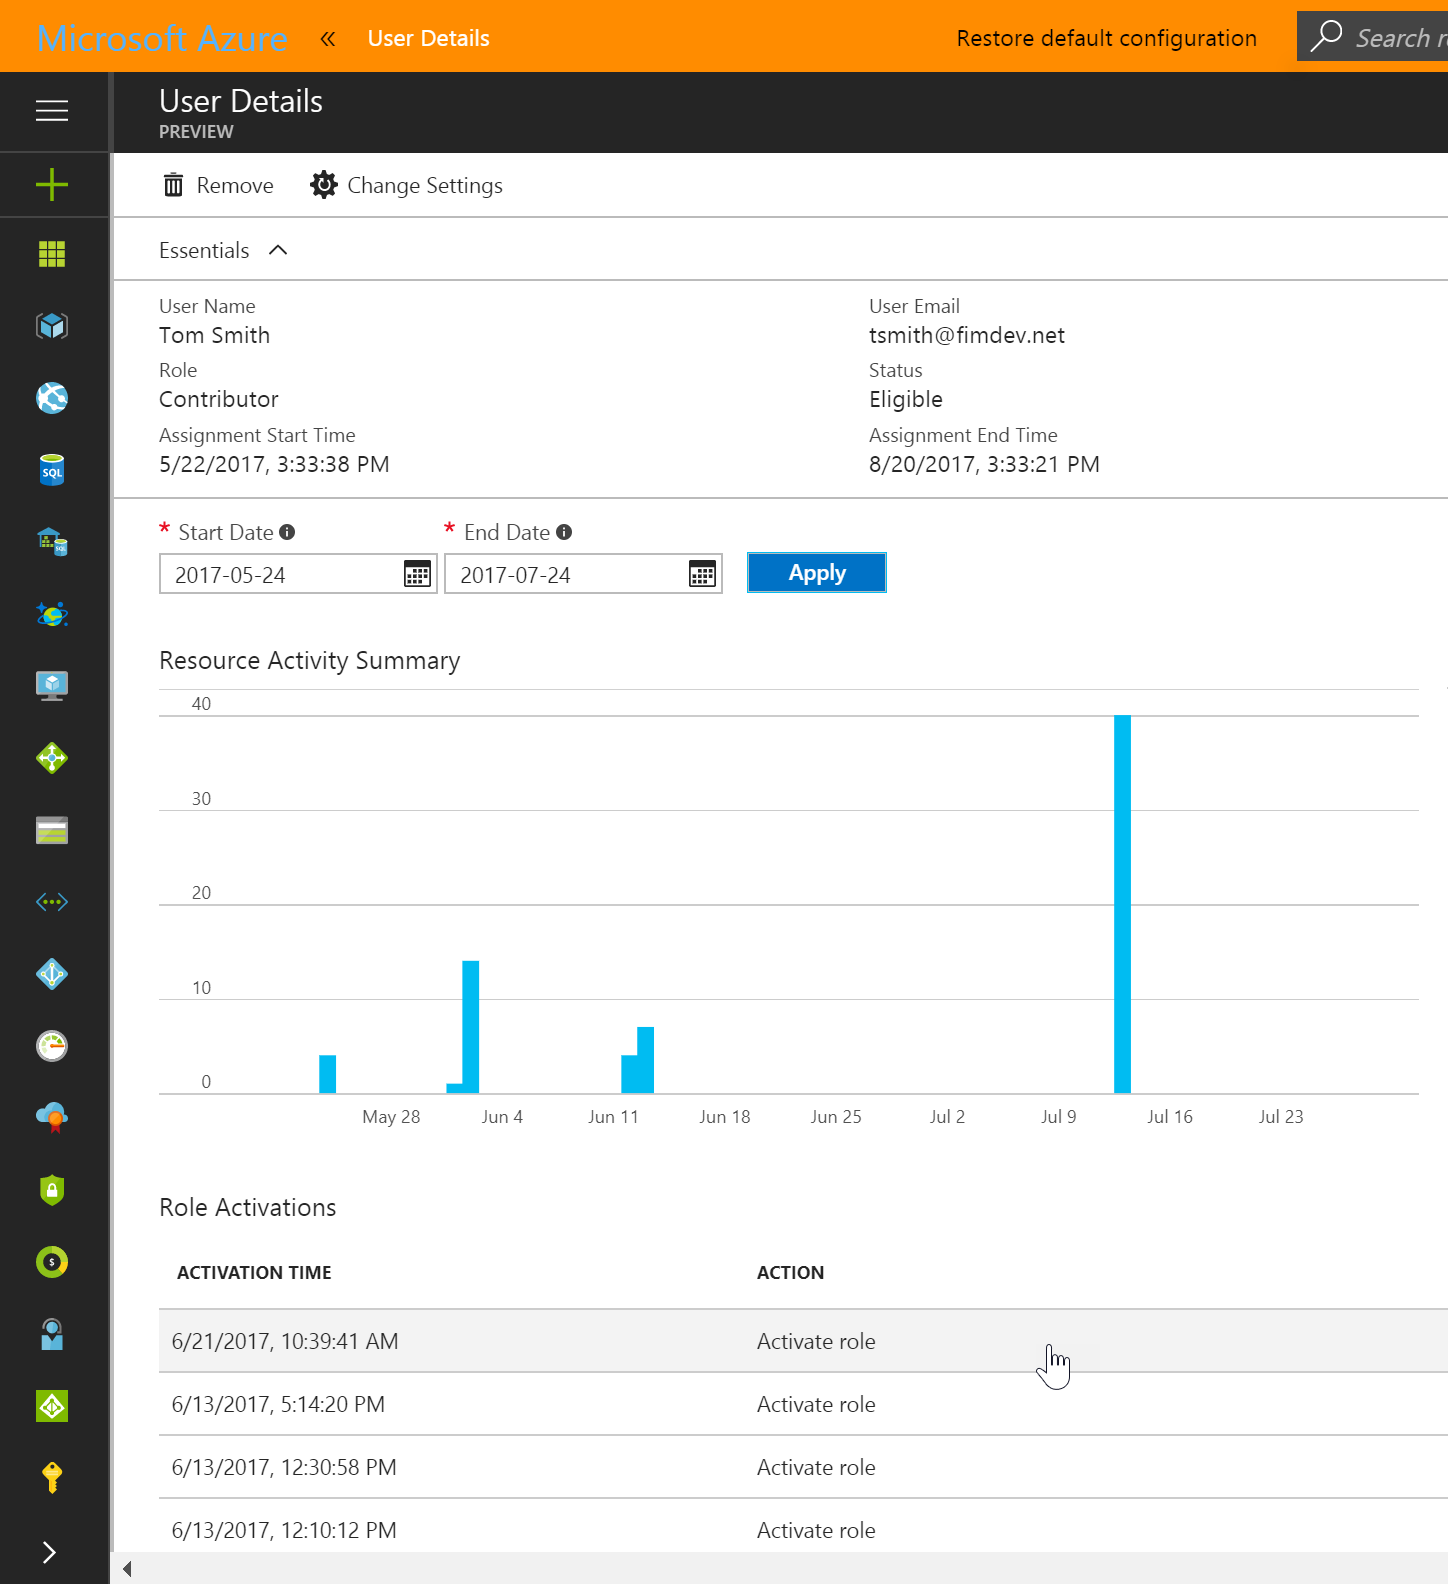 Microsoft Azure « User Details Restore default configuration Search re
User Details
PREVIEW
Remove Change Settings
Essentials
User Name User Email
Tom Smith tsmith@fimdev.net
Role Status
Contributor Eligible
Assignment Start Time Assignment End Time
5/22/2017, 3:33:38 PM 8/20/2017, 3:33:21 PM
* Start Date * End Date
2017-05-24 2017-07-24 Apply
Resource Activity Summary
40
30
20
10
0
May 28 Jun 4 Jun 11 Jun 18 Jun 25 Jul 2 Jul 9 Jul 16 Jul 23
Role Activations
ACTIVATION TIME ACTION
6/21/2017, 10:39:41 AM Activate role
6/13/2017, 5:14:20 PM Activate role
6/13/2017, 12:30:58 PM Activate role
6/13/2017, 12:10:12 PM Activate role
SQL
SQL
$